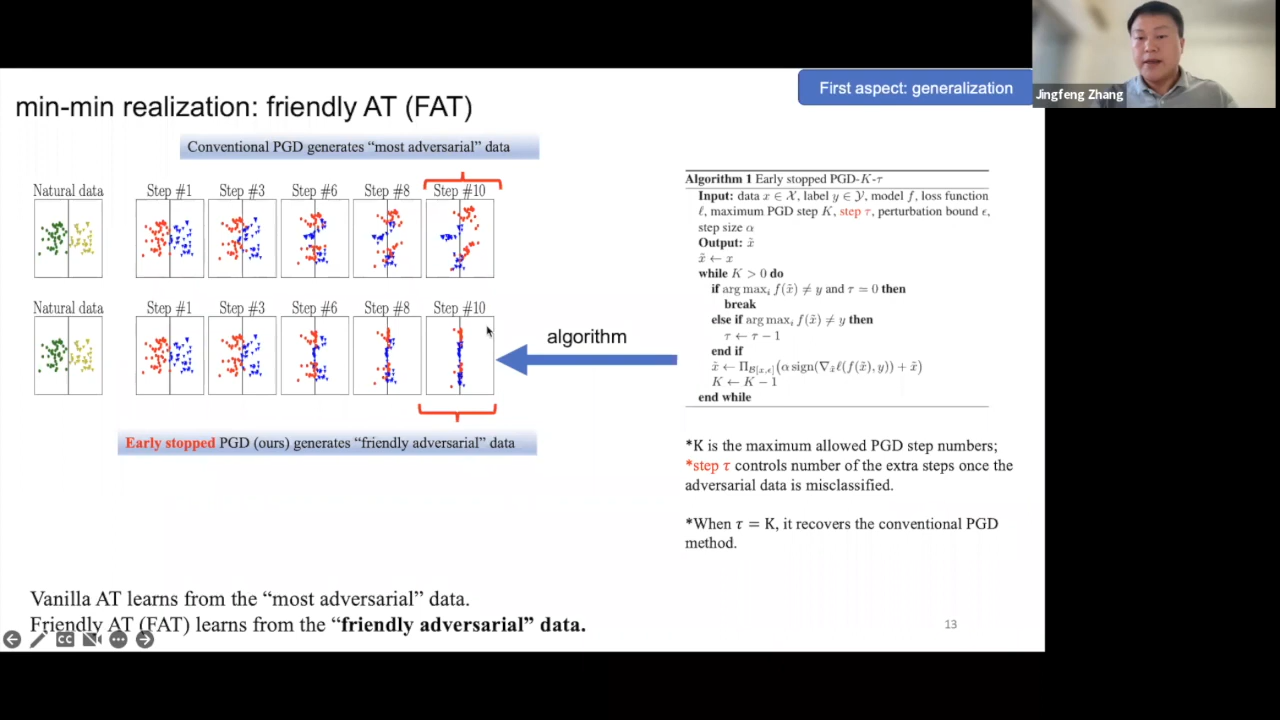 First aspect: generalization
Jingfeng Zhang
min-min realization: friendly AT (FAT)
Conventional PGD generates “most adversarial” data
Natural data Step #1 Step #3 Step #6 Step #8 Step #10
Natural data Step #1 Step #3 Step #6 Step #8 Step #10
Early stopped PGD (ours) generates “friendly adversarial” data
algorithm
Algorithm 1 Early stopped PGD-K-τ
Input: data x ∈ 𝒳, label y ∈ 𝒴, model f, loss function
ℓ, maximum PGD step K, step τ, perturbation bound ϵ,
step size α
Output: x̃
x̃ ← x
while K > 0 do
if arg maxᵢ f(x̃) ≠ y and τ = 0 then
break
else if arg maxᵢ f(x̃) ≠ y then
τ ← τ − 1
end if
x̃ ← Π_{ℬ[x,ϵ]}(α sign(∇_{x̃}ℓ(f(x̃), y)) + x̃)
K ← K − 1
end while
*K is the maximum allowed PGD step numbers;
*step τ controls number of the extra steps once the
adversarial data is misclassified.
*When τ = K, it recovers the conventional PGD
method.
Vanilla AT learns from the “most adversarial” data.
Friendly AT (FAT) learns from the “friendly adversarial” data.
CC
13